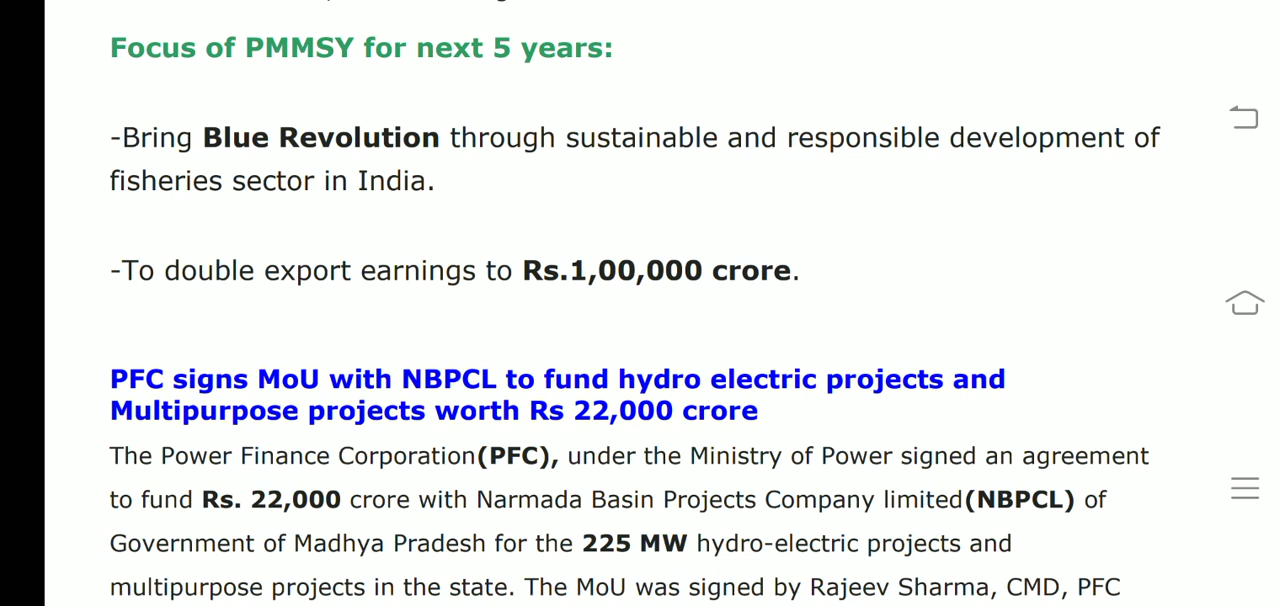 Focus of PMMSY for next 5 years:
-Bring Blue Revolution through sustainable and responsible development of
fisheries sector in India.
-To double export earnings to Rs.1,00,000 crore.
PFC signs MoU with NBPCL to fund hydro electric projects and
Multipurpose projects worth Rs 22,000 crore
The Power Finance Corporation(PFC), under the Ministry of Power signed an agreement
to fund Rs. 22,000 crore with Narmada Basin Projects Company limited(NBPCL) of
Government of Madhya Pradesh for the 225 MW hydro-electric projects and
multipurpose projects in the state. The MoU was signed by Rajeev Sharma, CMD, PFC